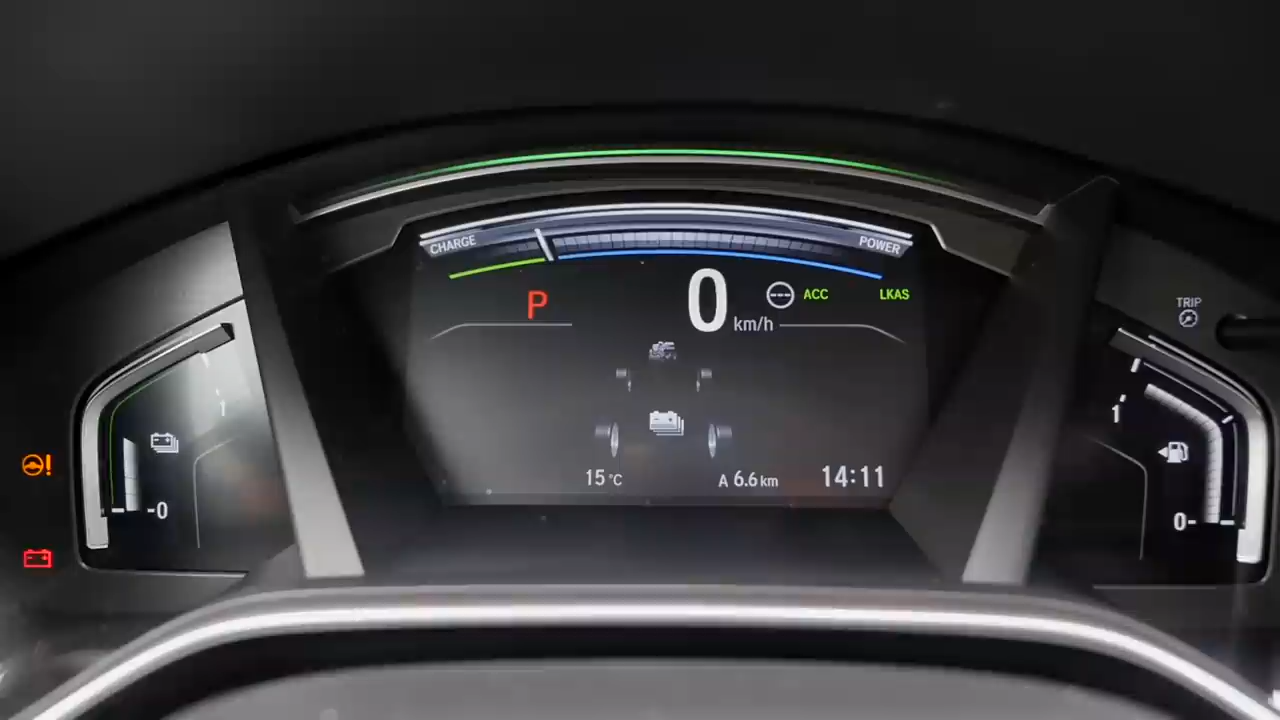 CHARGE POWER
P 0 km/h ACC LKAS
TRIP
1 1
0 0
15 °C A 6.6 km 14:11